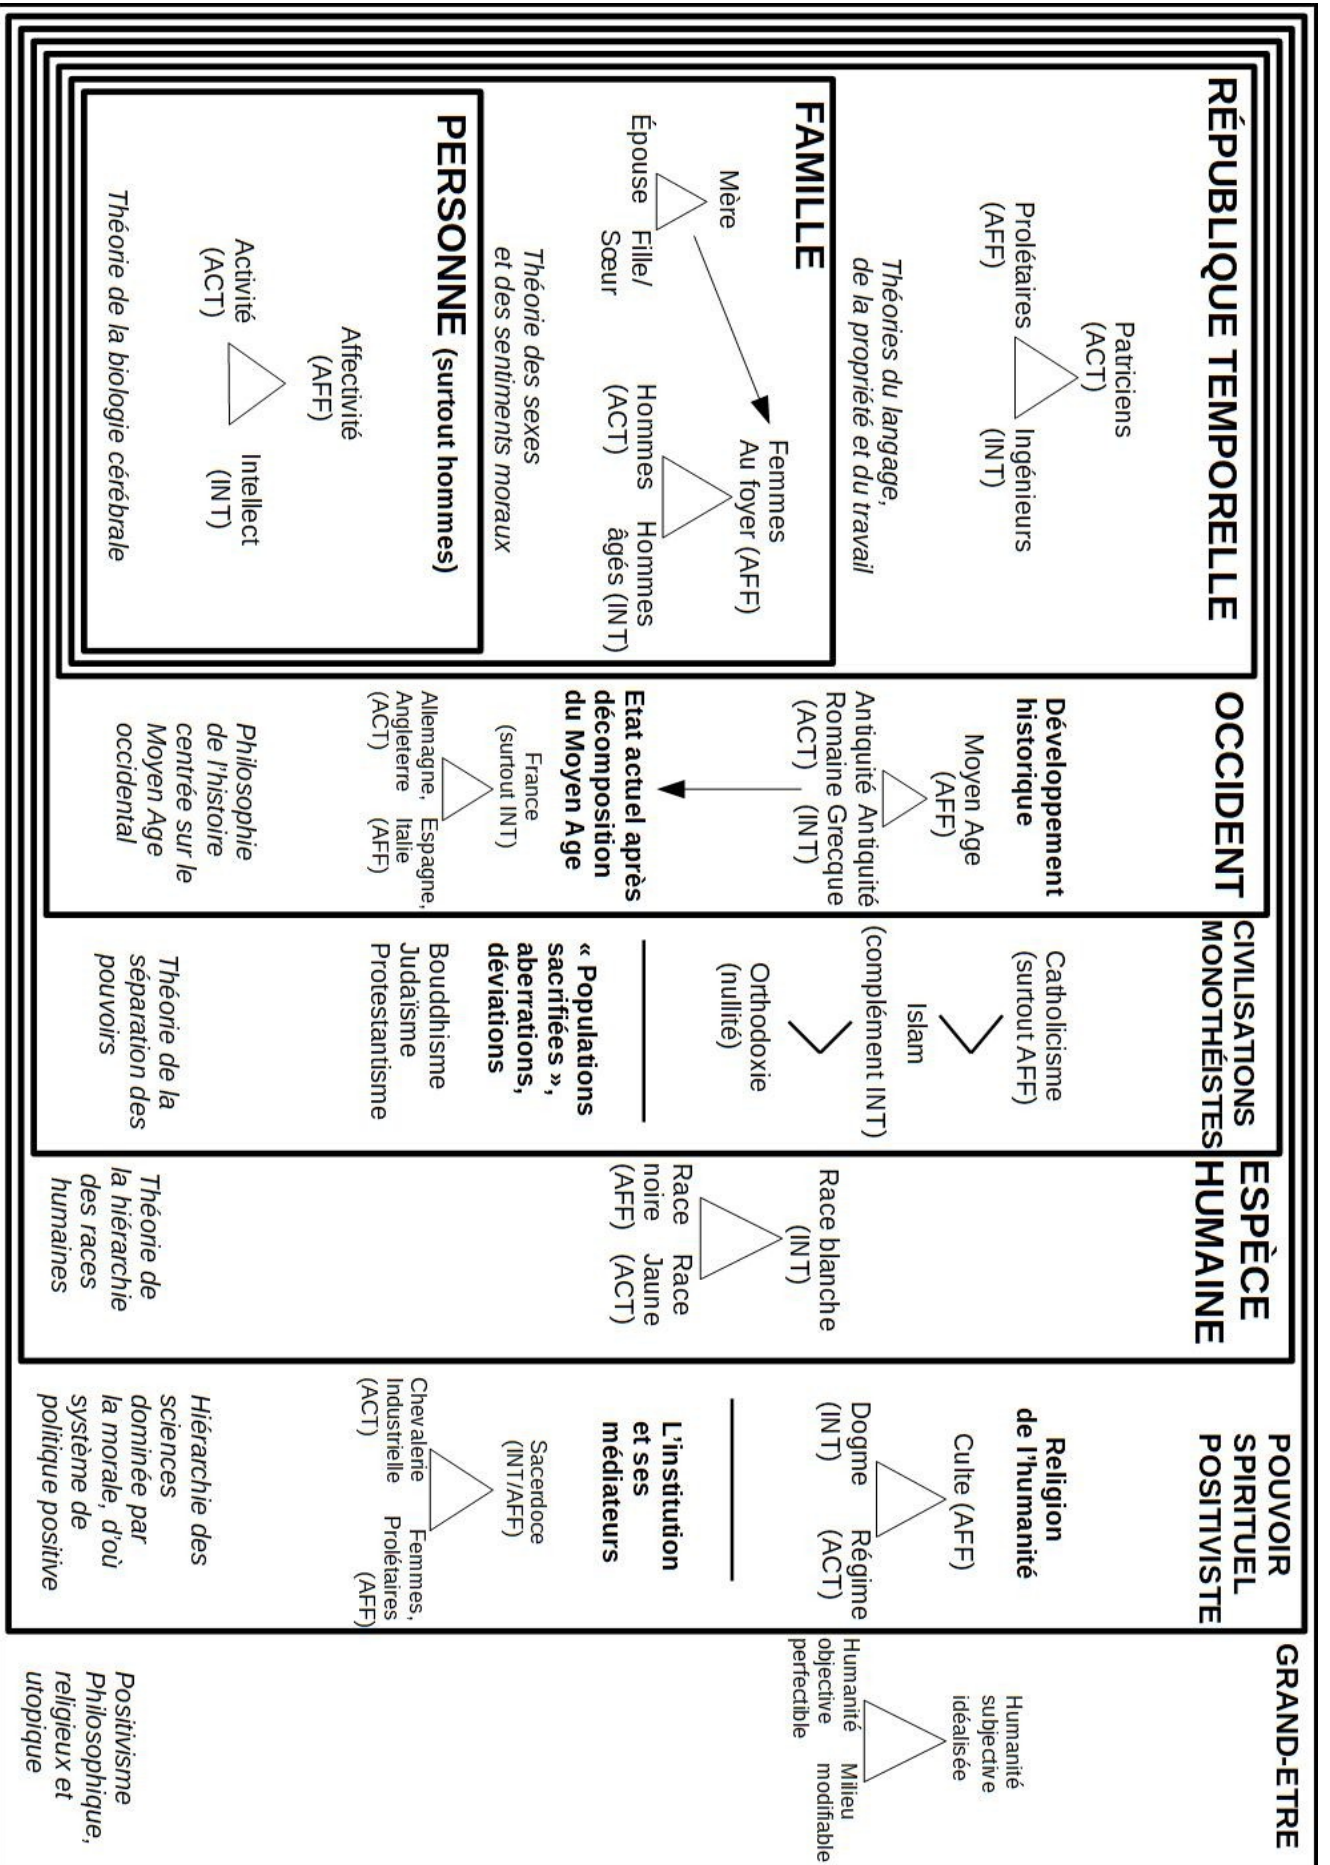 RÉPUBLIQUE TEMPORELLE
Patriciens
(ACT)
Prolétaires
(AFF)
Ingénieurs
(INT)
Théories du langage,
de la propriété et du travail
FAMILLE
Mère
Épouse
Fille/
Sœur
Femmes
Au foyer (AFF)
Hommes
(ACT)
Hommes
âgés (INT)
Théorie des sexes
et des sentiments moraux
PERSONNE (surtout hommes)
Affectivité
(AFF)
Activité
(ACT)
Intellect
(INT)
Théorie de la biologie cérébrale
OCCIDENT
Développement
historique
Moyen Age
(AFF)
Antiquité Antiquité
Romaine Grecque
(ACT) (INT)
Etat actuel après
décomposition
du Moyen Age
France
(surtout INT)
Allemagne, Espagne,
Angleterre Italie
(ACT) (AFF)
Philosophie
de l'histoire
centrée sur le
Moyen Age
occidental
CIVILISATIONS
MONOTHÉISTES
Catholicisme
(surtout AFF)
Islam
(complément INT)
Orthodoxie
(nullité)
« Populations
sacrifiées »,
aberrations,
déviations
Bouddhisme
Judaïsme
Protestantisme
Théorie de la
séparation des
pouvoirs
ESPÈCE
HUMAINE
Race blanche
(INT)
Race Race
noire Jaune
(AFF) (ACT)
Théorie de
la hiérarchie
des races
humaines
POUVOIR
SPIRITUEL
POSITIVISTE
Religion
de l'humanité
Culte (AFF)
Dogme Régime
(INT) (ACT)
L'institution
et ses
médiateurs
Sacerdoce
(INT/AFF)
Chevalerie Femmes,
Industrielle Prolétaires
(ACT) (AFF)
Hiérarchie des
sciences
dominée par
la morale, d'où
système de
politique positive
GRAND-ETRE
Humanité
subjective
idéalisée
Humanité Milieu
objective modifiable
perfectible
Positivisme
Philosophique,
religieux et
utopique